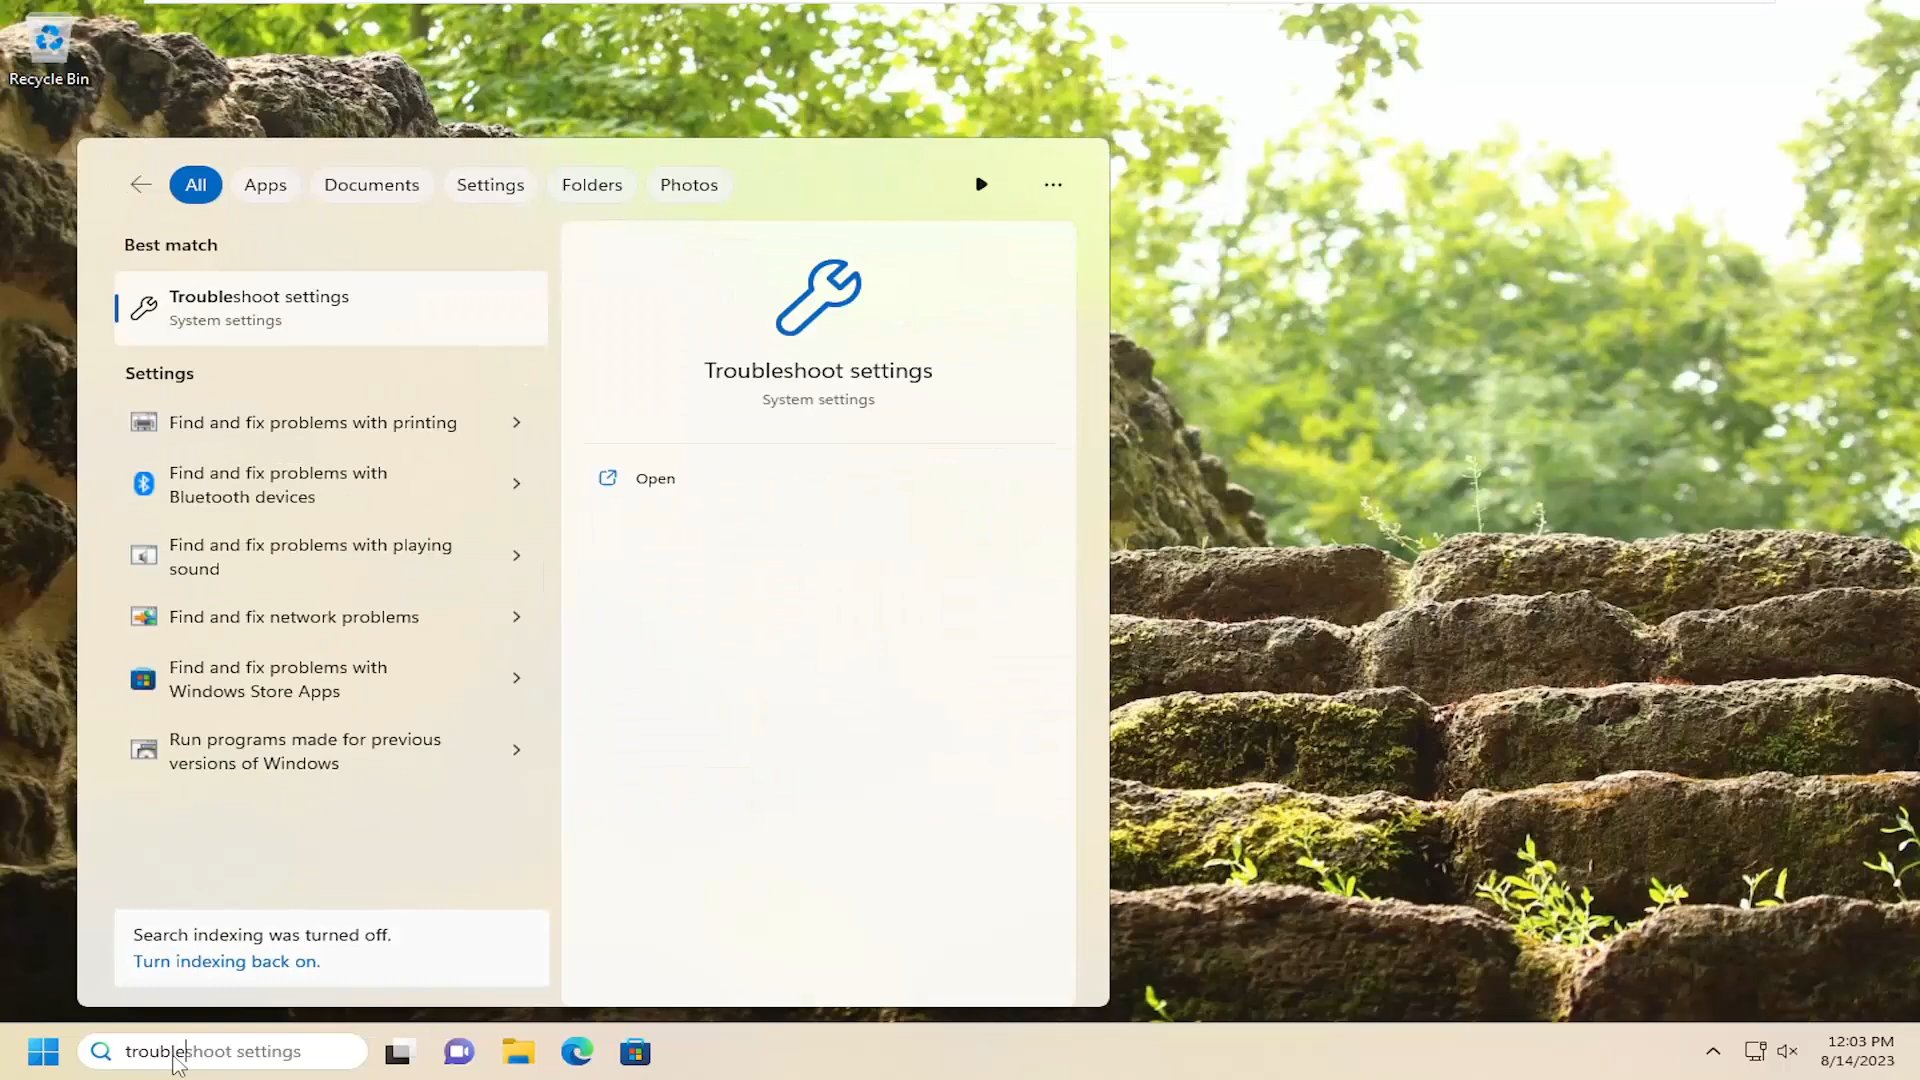 Recycle Bin
All
Apps
Documents
Settings
Folders
Photos
Best match
Troubleshoot settings
System settings
Settings
Find and fix problems with printing
Find and fix problems with
Bluetooth devices
Find and fix problems with playing
sound
Find and fix network problems
Find and fix problems with
Windows Store Apps
Run programs made for previous
versions of Windows
Search indexing was turned off.
Turn indexing back on.
Troubleshoot settings
System settings
Open
troubleshoot settings
12:03 PM
8/14/2023